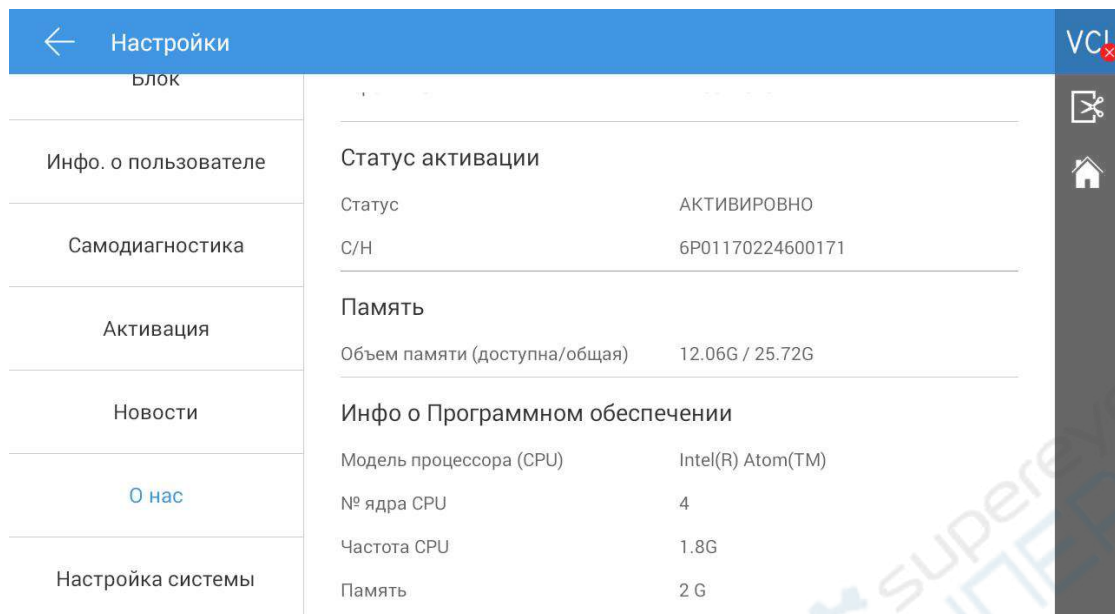 Настройки
VCI
Блок
Инфо. о пользователе
Самодиагностика
Активация
Новости
О нас
Настройка системы
Статус активации
Статус АКТИВИРОВНО
С/Н 6P01170224600171
Память
Объем памяти (доступна/общая) 12.06G / 25.72G
Инфо о Программном обеспечении
Модель процессора (CPU) Intel(R) Atom(TM)
№ ядра CPU 4
Частота CPU 1.8G
Память 2 G